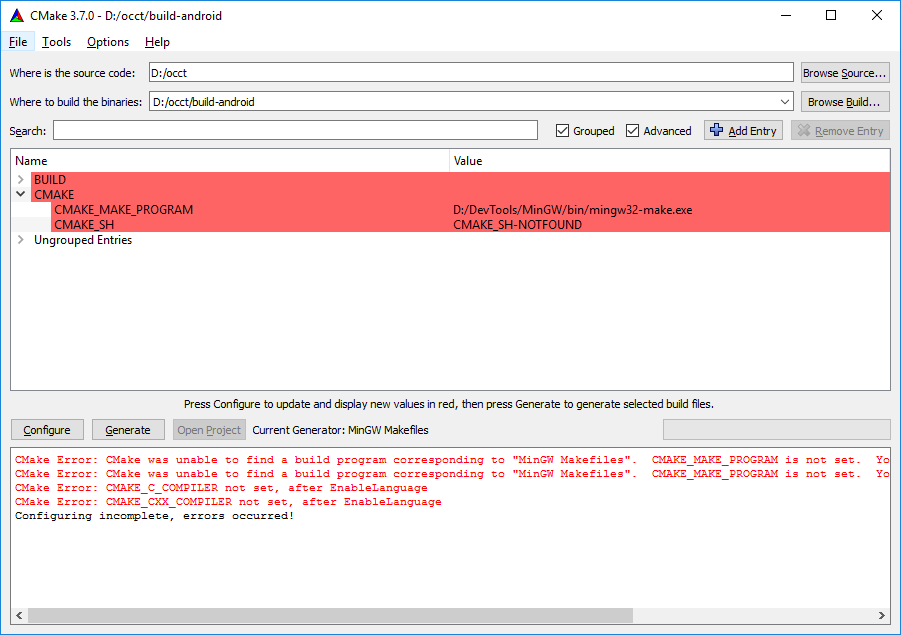 CMake 3.7.0 - D:/occt/build-android
File Tools Options Help
Where is the source code: D:/occt Browse Source...
Where to build the binaries: D:/occt/build-android Browse Build...
Search: Grouped Advanced Add Entry Remove Entry
Name Value
BUILD
CMAKE
CMAKE_MAKE_PROGRAM D:/DevTools/MinGW/bin/mingw32-make.exe
CMAKE_SH CMAKE_SH-NOTFOUND
Ungrouped Entries
Press Configure to update and display new values in red, then press Generate to generate selected build files.
Configure Generate Open Project Current Generator: MinGW Makefiles
CMake Error: CMake was unable to find a build program corresponding to "MinGW Makefiles".  CMAKE_MAKE_PROGRAM is not set.  Yo
CMake Error: CMake was unable to find a build program corresponding to "MinGW Makefiles".  CMAKE_MAKE_PROGRAM is not set.  Yo
CMake Error: CMAKE_C_COMPILER not set, after EnableLanguage
CMake Error: CMAKE_CXX_COMPILER not set, after EnableLanguage
Configuring incomplete, errors occurred!